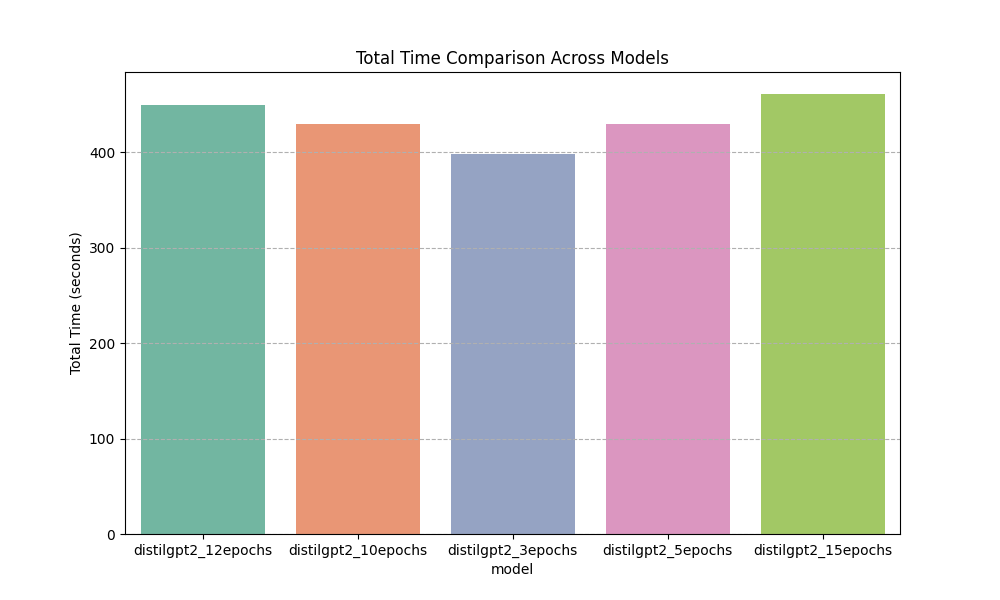 Total Time Comparison Across Models
Total Time (seconds)
400
300
200
100
0
distilgpt2_12epochs
distilgpt2_10epochs
distilgpt2_3epochs
distilgpt2_5epochs
distilgpt2_15epochs
model